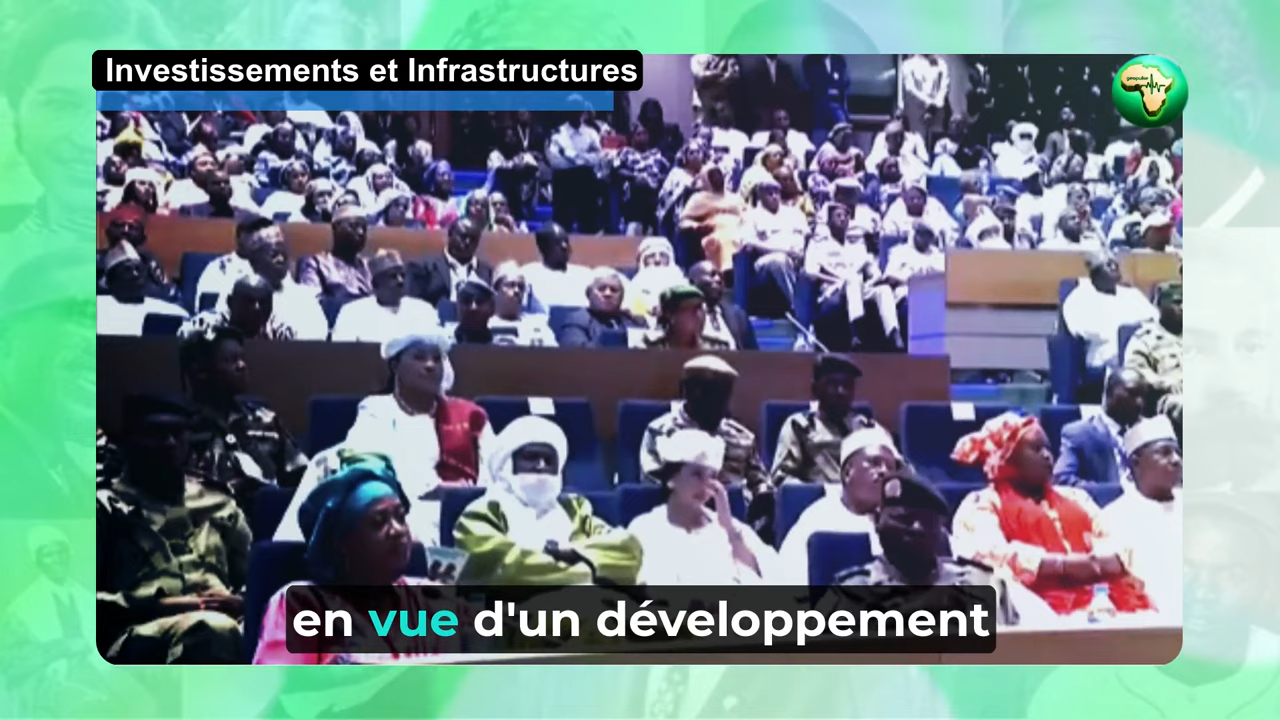 Investissements et Infrastructures
en vue d'un développement